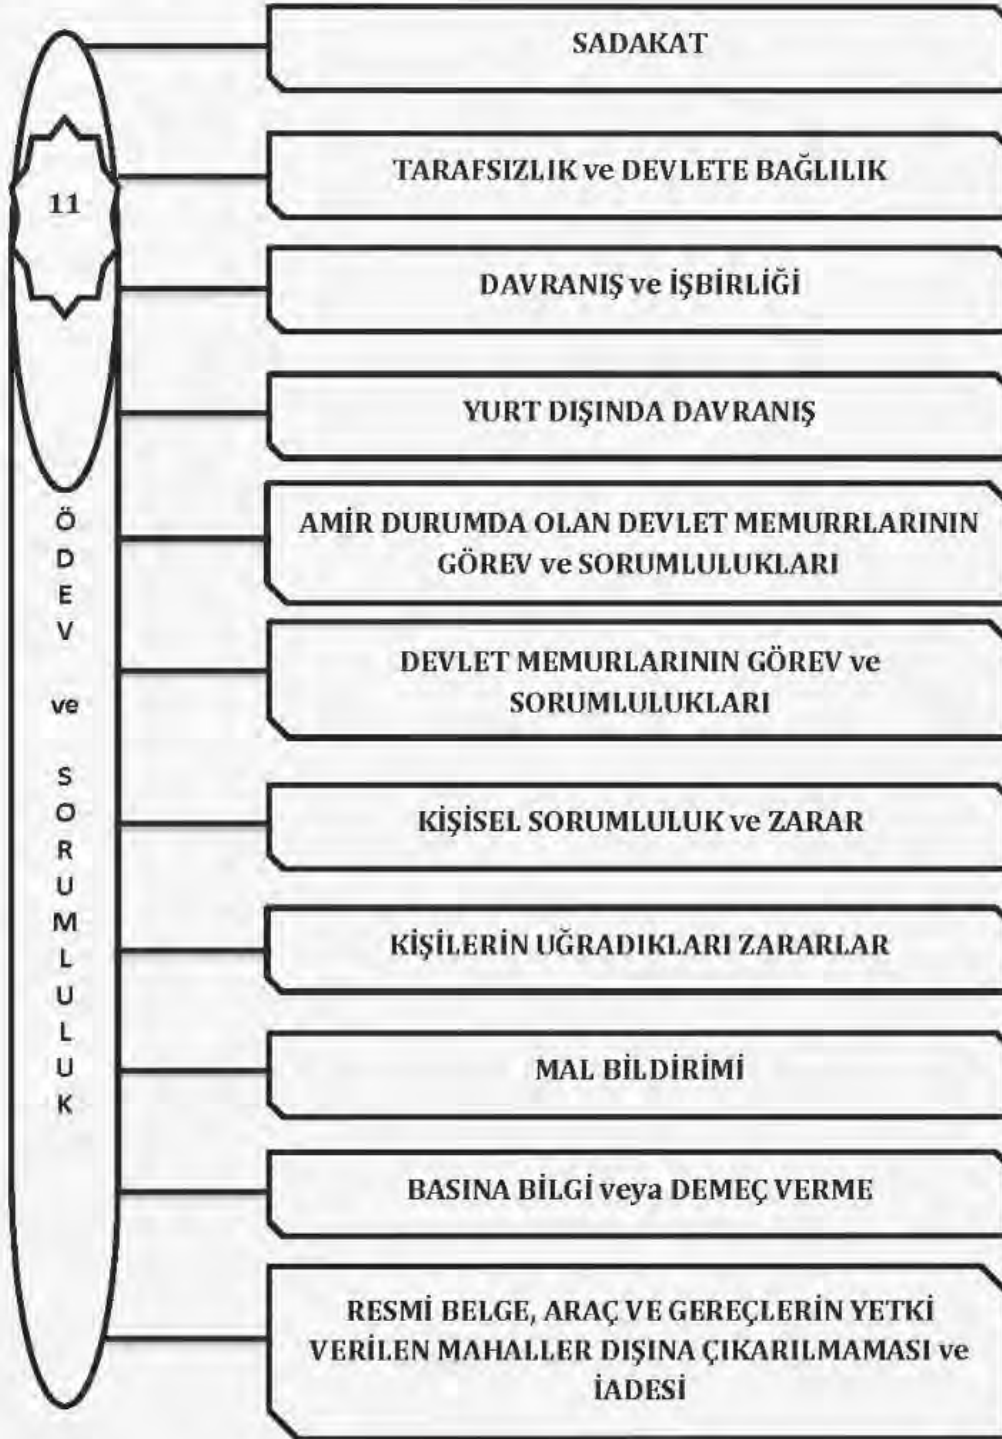 SADAKAT
TARAFSIZLIK ve DEVLETE BAĞLILIK
11
DAVRANIŞ ve İŞBİRLİĞİ
YURT DIŞINDA DAVRANIŞ
AMİR DURUMDA OLAN DEVLET MEMURRLARININ
GÖREV ve SORUMLULUKLARI
DEVLET MEMURLARININ GÖREV ve
SORUMLULUKLARI
KİŞİSEL SORUMLULUK ve ZARAR
KİŞİLERİN UĞRADIKLARI ZARARLAR
MAL BİLDİRİMİ
BASINA BİLGİ veya DEMEÇ VERME
RESMİ BELGE, ARAÇ VE GEREÇLERİN YETKİ
VERİLEN MAHALLER DIŞINA ÇIKARILMAMASI ve
İADESİ
ÖDEV ve SORUMLULUK